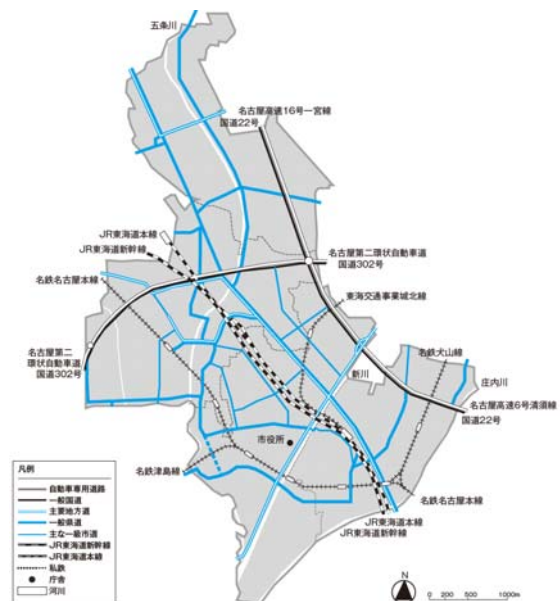 五条川
名古屋高速16号一宮線
国道22号
JR東海道本線
JR東海道新幹線
名古屋第二環状自動車道
国道302号
名鉄名古屋本線
東海交通事業城北線
名鉄犬山線
名古屋第二
環状自動車道
国道302号
新川
庄内川
名古屋高速6号清須線
国道22号
市役所
名鉄津島線
名鉄名古屋本線
JR東海道本線
JR東海道新幹線
凡例
自動車専用道路
一般国道
主要地方道
一般県道
主な一級市道
JR東海道新幹線
JR東海道本線
私鉄
庁舎
河川
N
0 200 500 1000m